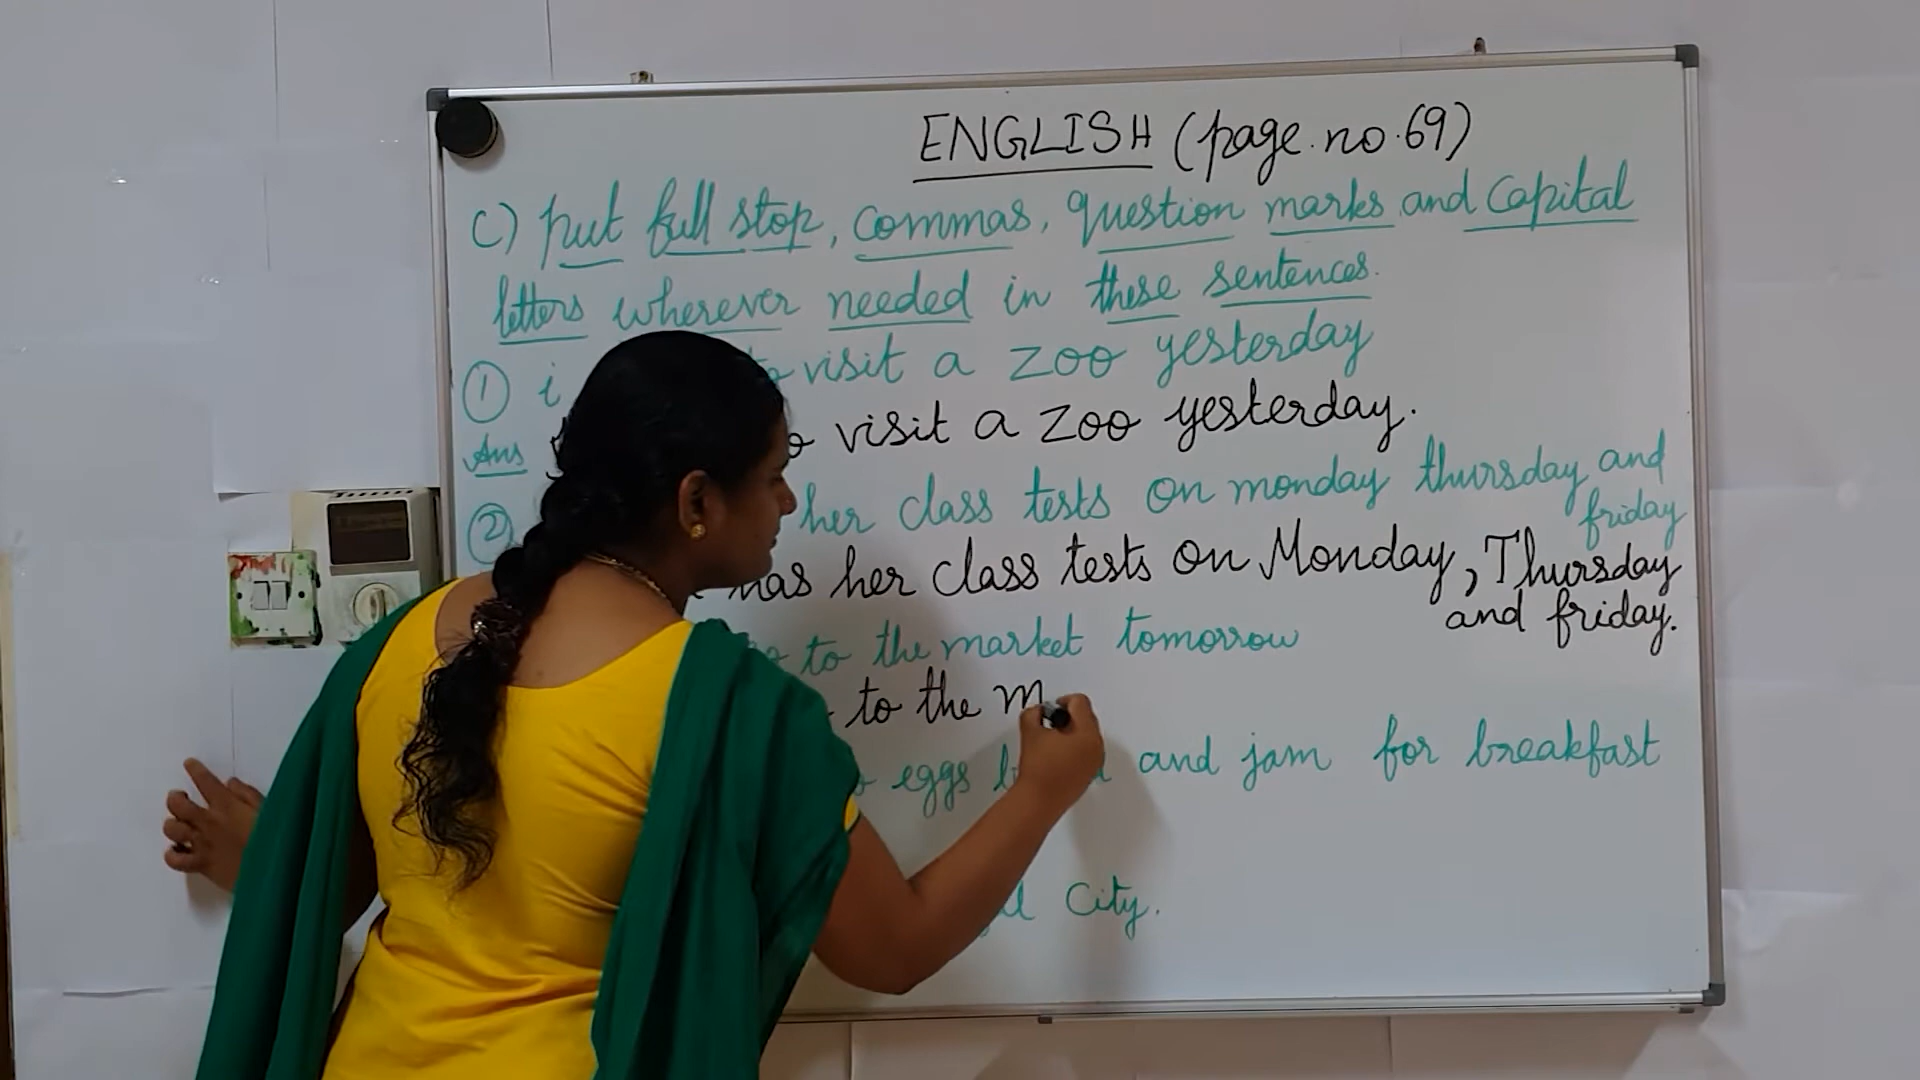 ENGLISH (page.no.69)
C) put full stop, commas, question marks and Capital
letters wherever needed in these sentences.
① i visit a zoo yesterday
Ans visit a zoo yesterday.
② her class tests on monday thursday and
friday
has her class tests on Monday, Thursday
and friday.
to the market tomorrow
to the m
eggs and jam for breakfast
City.